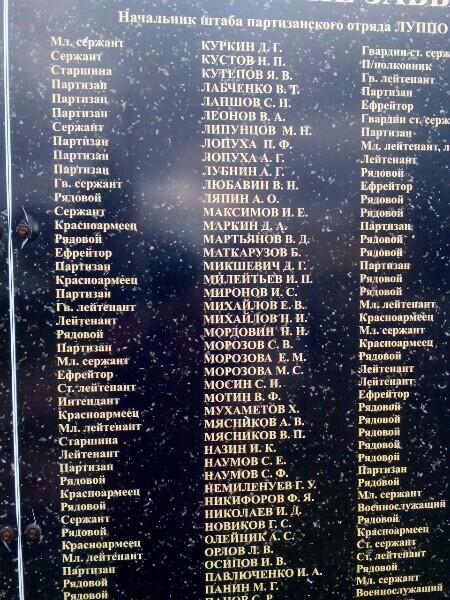 Начальник штаба партизанского отряда ЛУППО
Мл. сержант КУРКИН Д. Г. Гвардии ст. серж
Сержант КУСТОВ Н. П. П/полковник
Старшина КУТЕПОВ Я. В. Гв. лейтенант
Партизан ЛАБЧЕНКО В. Т. Партизан
Партизан ЛАПШОВ С. Н. Ефрейтор
Партизан ЛЕОНОВ В. А. Гвардии ст. серж
Сержант ЛИПУНЦОВ М. Н. Партизан
Партизан ЛОПУХА П. Ф. Мл. лейтенант, л
Партизан ЛОПУХА А. Г. Лейтенант
Партизан ЛУБНИН А. Г. Рядовой
Гв. сержант ЛЮБАВИН В. Н. Ефрейтор
Рядовой ЛЯПИН А. О. Рядовой
Сержант МАКСИМОВ И. Е. Рядовой
Красноармеец МАРКИН Д. А. Партизан
Рядовой МАРТЬЯНОВ В. Д. Рядовой
Ефрейтор МАТКАРУЗОВ Б. Рядовой
Партизан МИКШЕВИЧ Д. Г. Партизан
Красноармеец МИЛЕЙТЬЕВ И. П. Рядовой
Партизан МИРОНОВ И. С. Рядовой
Гв. лейтенант МИХАЙЛОВ Е. В. Мл. лейтенант
Лейтенант МИХАЙЛОВ Н. И. Красноармеец
Рядовой МОРДОВИН Н. Н. Мл. сержант
Партизан МОРОЗОВ С. В. Красноармеец
Мл. сержант МОРОЗОВА Е. М. Рядовой
Ефрейтор МОРОЗОВА М. С. Лейтенант
Ст. лейтенант МОСИН С. И. Лейтенант
Интендант МОТИН В. Ф. Ефрейтор
Красноармеец МУХАМЕТОВ Х. Рядовой
Мл. лейтенант МЯСНИКОВ А. В. Рядовой
Старшина МЯСНИКОВ В. П. Рядовой
Лейтенант НАЗИН И. К. Рядовой
Партизан НАУМОВ С. Е. Рядовой
Рядовой НАУМОВ С. Ф. Партизан
Красноармеец НЕМИЛЕНУЕВ Г. У. Рядовой
Рядовой НИКИФОРОВ Ф. Я. Мл. сержант
Сержант НИКОЛАЕВ И. Д. Военнослужащий
Рядовой НОВИКОВ Г. С. Рядовой
Красноармеец ОЛЕЙНИК А. С. Красноармеец
Мл. лейтенант ОРЛОВ Л. В. Ст. сержант
Партизан ОСИПОВ И. В. Ст. лейтенант
Рядовой ПАВЛЮЧЕНКО И. А. Рядовой
Рядовой ПАНИН М. Г. Мл. сержант
ПАНОВ С. Р. Военнослужащий